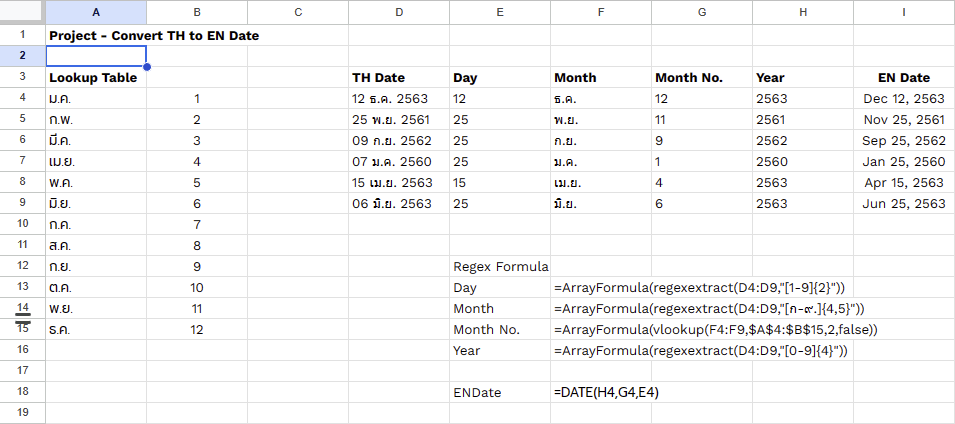 A B C D E F G H I
1 Project - Convert TH to EN Date
2
3 Lookup Table TH Date Day Month Month No. Year EN Date
4 ม.ค. 1 12 ธ.ค. 2563 12 ธ.ค. 12 2563 Dec 12, 2563
5 ก.พ. 2 25 พ.ย. 2561 25 พ.ย. 11 2561 Nov 25, 2561
6 มี.ค. 3 09 ก.ย. 2562 25 ก.ย. 9 2562 Sep 25, 2562
7 เม.ย. 4 07 ม.ค. 2560 25 ม.ค. 1 2560 Jan 25, 2560
8 พ.ค. 5 15 เม.ย. 2563 15 เม.ย. 4 2563 Apr 15, 2563
9 มิ.ย. 6 06 มิ.ย. 2563 25 มิ.ย. 6 2563 Jun 25, 2563
10 ก.ค. 7
11 ส.ค. 8
12 ก.ย. 9 Regex Formula
13 ต.ค. 10 Day =ArrayFormula(regexextract(D4:D9,"[1-9]{2}"))
14 พ.ย. 11 Month =ArrayFormula(regexextract(D4:D9,"[ก-๙.]{4,5}"))
15 ธ.ค. 12 Month No. =ArrayFormula(vlookup(F4:F9,$A$4:$B$15,2,false))
16 Year =ArrayFormula(regexextract(D4:D9,"[0-9]{4}"))
17
18 ENDate =DATE(H4,G4,E4)
19